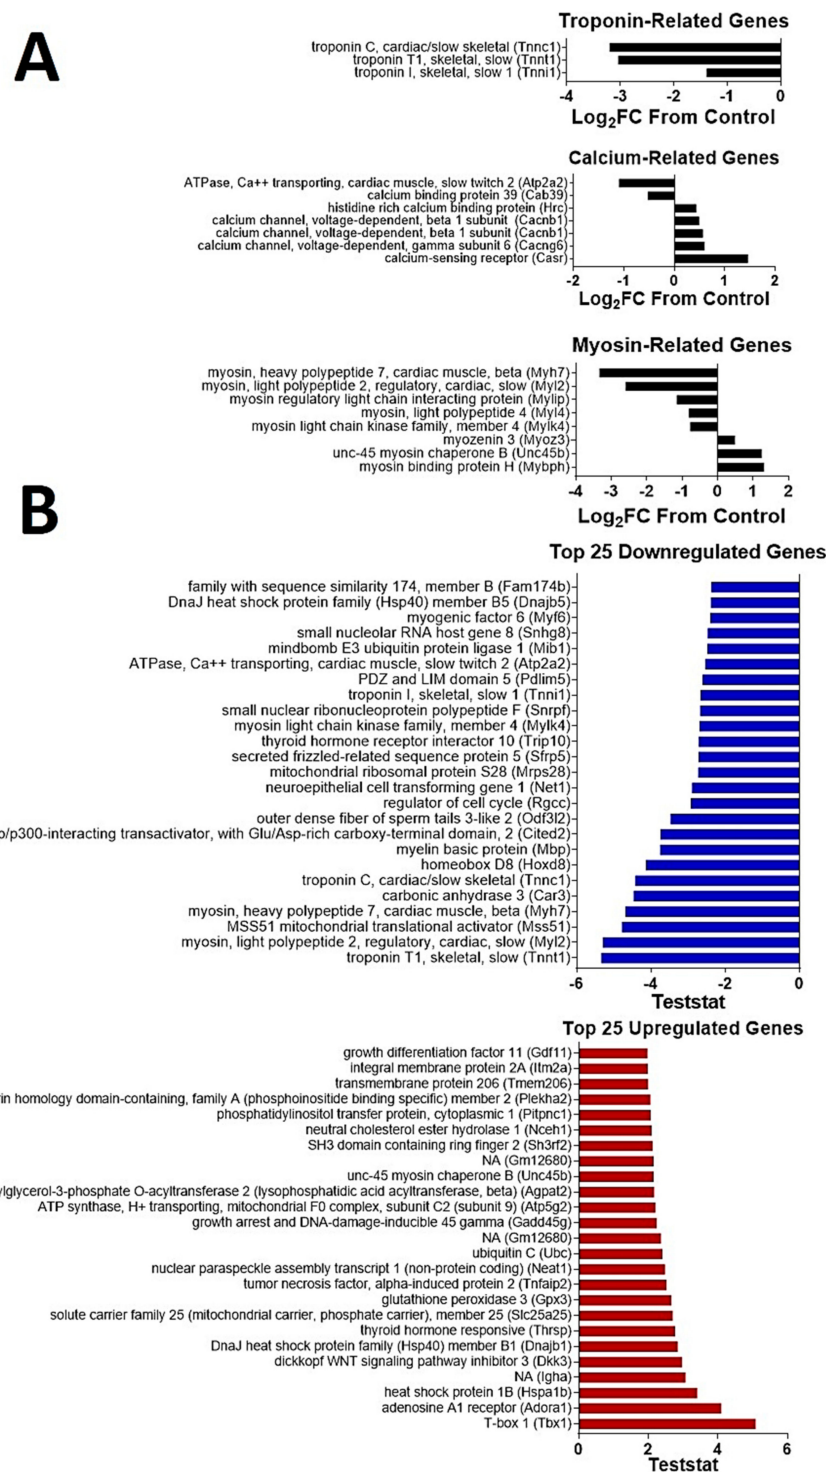 A
Troponin-Related Genes
troponin C, cardiac/slow skeletal (Tnnc1)
troponin T1, skeletal, slow (Tnnt1)
troponin I, skeletal, slow 1 (Tnni1)
-4 -3 -2 -1 0
Log2FC From Control
Calcium-Related Genes
ATPase, Ca++ transporting, cardiac muscle, slow twitch 2 (Atp2a2)
calcium binding protein 39 (Cab39)
histidine rich calcium binding protein (Hrc)
calcium channel, voltage-dependent, beta 1 subunit (Cacnb1)
calcium channel, voltage-dependent, beta 1 subunit (Cacnb1)
calcium channel, voltage-dependent, gamma subunit 6 (Cacng6)
calcium-sensing receptor (Casr)
-2 -1 0 1 2
Log2FC From Control
Myosin-Related Genes
myosin, heavy polypeptide 7, cardiac muscle, beta (Myh7)
myosin, light polypeptide 2, regulatory, cardiac, slow (Myl2)
myosin regulatory light chain interacting protein (Mylip)
myosin, light polypeptide 4 (Myl4)
myosin light chain kinase family, member 4 (Mylk4)
myozenin 3 (Myoz3)
unc-45 myosin chaperone B (Unc45b)
myosin binding protein H (Mybph)
-4 -3 -2 -1 0 1 2
Log2FC From Control
B
Top 25 Downregulated Genes
family with sequence similarity 174, member B (Fam174b)
DnaJ heat shock protein family (Hsp40) member B5 (Dnajb5)
myogenic factor 6 (Myf6)
small nucleolar RNA host gene 8 (Snhg8)
mindbomb E3 ubiquitin protein ligase 1 (Mib1)
ATPase, Ca++ transporting, cardiac muscle, slow twitch 2 (Atp2a2)
PDZ and LIM domain 5 (Pdlim5)
troponin I, skeletal, slow 1 (Tnni1)
small nuclear ribonucleoprotein polypeptide F (Snrpf)
myosin light chain kinase family, member 4 (Mylk4)
thyroid hormone receptor interactor 10 (Trip10)
secreted frizzled-related sequence protein 5 (Sfrp5)
mitochondrial ribosomal protein S28 (Mrps28)
neuroepithelial cell transforming gene 1 (Net1)
regulator of cell cycle (Rgcc)
outer dense fiber of sperm tails 3-like 2 (Odf3l2)
/p300-interacting transactivator, with Glu/Asp-rich carboxy-terminal domain, 2 (Cited2)
myelin basic protein (Mbp)
homeobox D8 (Hoxd8)
troponin C, cardiac/slow skeletal (Tnnc1)
carbonic anhydrase 3 (Car3)
myosin, heavy polypeptide 7, cardiac muscle, beta (Myh7)
MSS51 mitochondrial translational activator (Mss51)
myosin, light polypeptide 2, regulatory, cardiac, slow (Myl2)
troponin T1, skeletal, slow (Tnnt1)
-6 -4 -2 0
Teststat
Top 25 Upregulated Genes
growth differentiation factor 11 (Gdf11)
integral membrane protein 2A (Itm2a)
transmembrane protein 206 (Tmem206)
in homology domain-containing, family A (phosphoinositide binding specific) member 2 (Plekha2)
phosphatidylinositol transfer protein, cytoplasmic 1 (Pitpnc1)
neutral cholesterol ester hydrolase 1 (Nceh1)
SH3 domain containing ring finger 2 (Sh3rf2)
NA (Gm12680)
unc-45 myosin chaperone B (Unc45b)
ylglycerol-3-phosphate O-acyltransferase 2 (lysophosphatidic acid acyltransferase, beta) (Agpat2)
ATP synthase, H+ transporting, mitochondrial F0 complex, subunit C2 (subunit 9) (Atp5g2)
growth arrest and DNA-damage-inducible 45 gamma (Gadd45g)
NA (Gm12680)
ubiquitin C (Ubc)
nuclear paraspeckle assembly transcript 1 (non-protein coding) (Neat1)
tumor necrosis factor, alpha-induced protein 2 (Tnfaip2)
glutathione peroxidase 3 (Gpx3)
solute carrier family 25 (mitochondrial carrier, phosphate carrier), member 25 (Slc25a25)
thyroid hormone responsive (Thrsp)
DnaJ heat shock protein family (Hsp40) member B1 (Dnajb1)
dickkopf WNT signaling pathway inhibitor 3 (Dkk3)
NA (Igha)
heat shock protein 1B (Hspa1b)
adenosine A1 receptor (Adora1)
T-box 1 (Tbx1)
0 2 4 6
Teststat